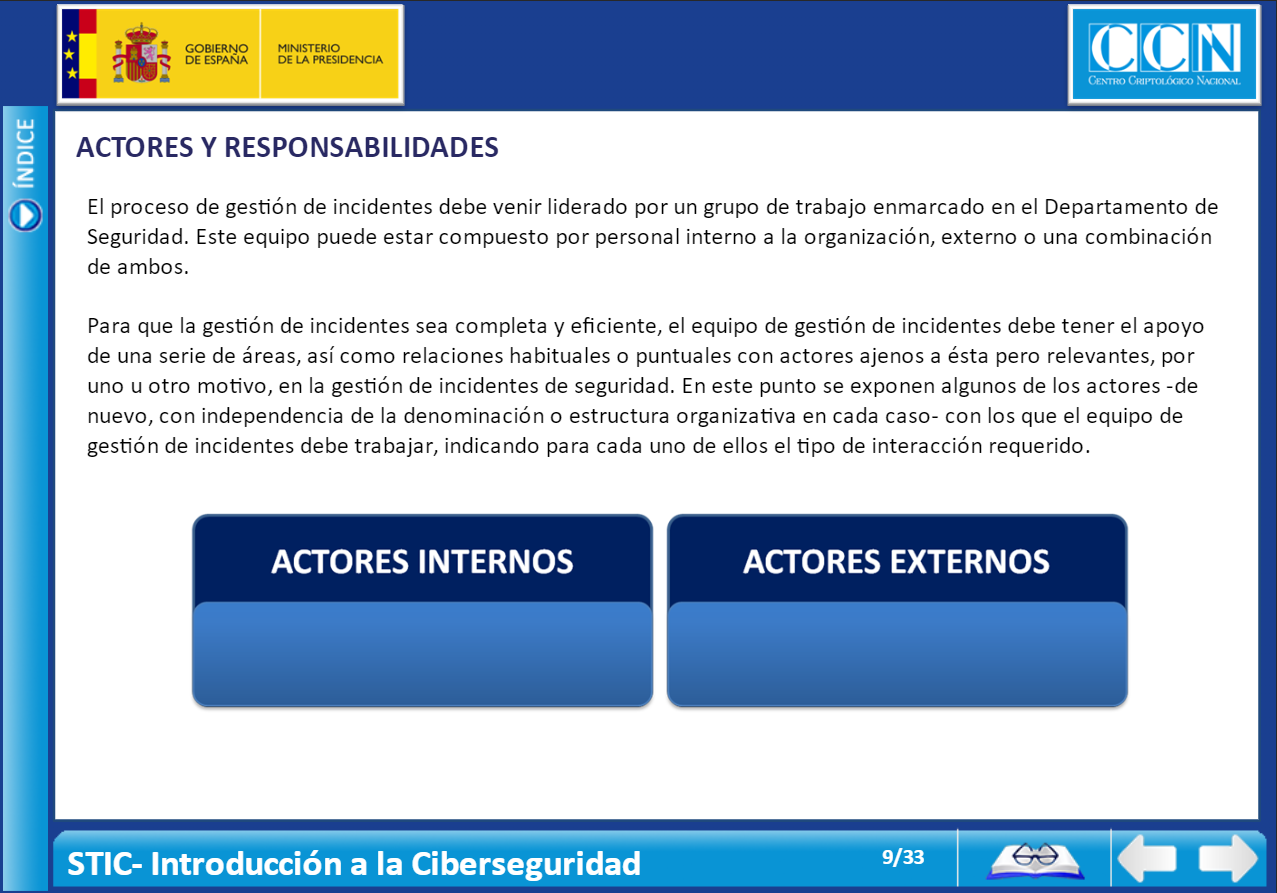 GOBIERNO
DE ESPAÑA
MINISTERIO
DE LA PRESIDENCIA
CCN
CENTRO CRIPTOLÓGICO NACIONAL
ÍNDICE
ACTORES Y RESPONSABILIDADES
El proceso de gestión de incidentes debe venir liderado por un grupo de trabajo enmarcado en el Departamento de
Seguridad. Este equipo puede estar compuesto por personal interno a la organización, externo o una combinación
de ambos.
Para que la gestión de incidentes sea completa y eficiente, el equipo de gestión de incidentes debe tener el apoyo
de una serie de áreas, así como relaciones habituales o puntuales con actores ajenos a ésta pero relevantes, por
uno u otro motivo, en la gestión de incidentes de seguridad. En este punto se exponen algunos de los actores -de
nuevo, con independencia de la denominación o estructura organizativa en cada caso- con los que el equipo de
gestión de incidentes debe trabajar, indicando para cada uno de ellos el tipo de interacción requerido.
ACTORES INTERNOS
ACTORES EXTERNOS
STIC- Introducción a la Ciberseguridad
9/33